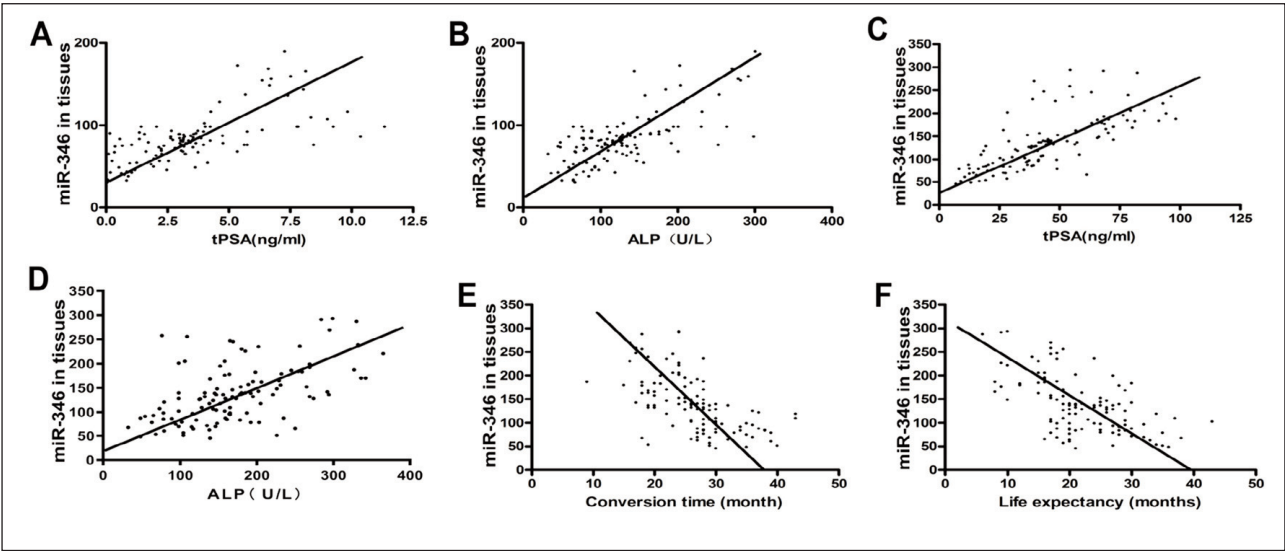 A
200
100
0
0.0 2.5 5.0 7.5 10.0 12.5
miR-346 in tissues
tPSA(ng/ml)
B
200
100
0
0 100 200 300 400
miR-346 in tissues
ALP (U/L)
C
350
300
250
200
150
100
50
0
0 25 50 75 100 125
miR-346 in tissues
tPSA(ng/ml)
D
350
300
250
200
150
100
50
0
0 100 200 300 400
miR-346 in tissues
ALP( U/L)
E
350
300
250
200
150
100
50
0
0 10 20 30 40 50
miR-346 in tissues
Conversion time (month)
F
350
300
250
200
150
100
50
0
0 10 20 30 40 50
miR-346 in tissues
Life expectancy (months)